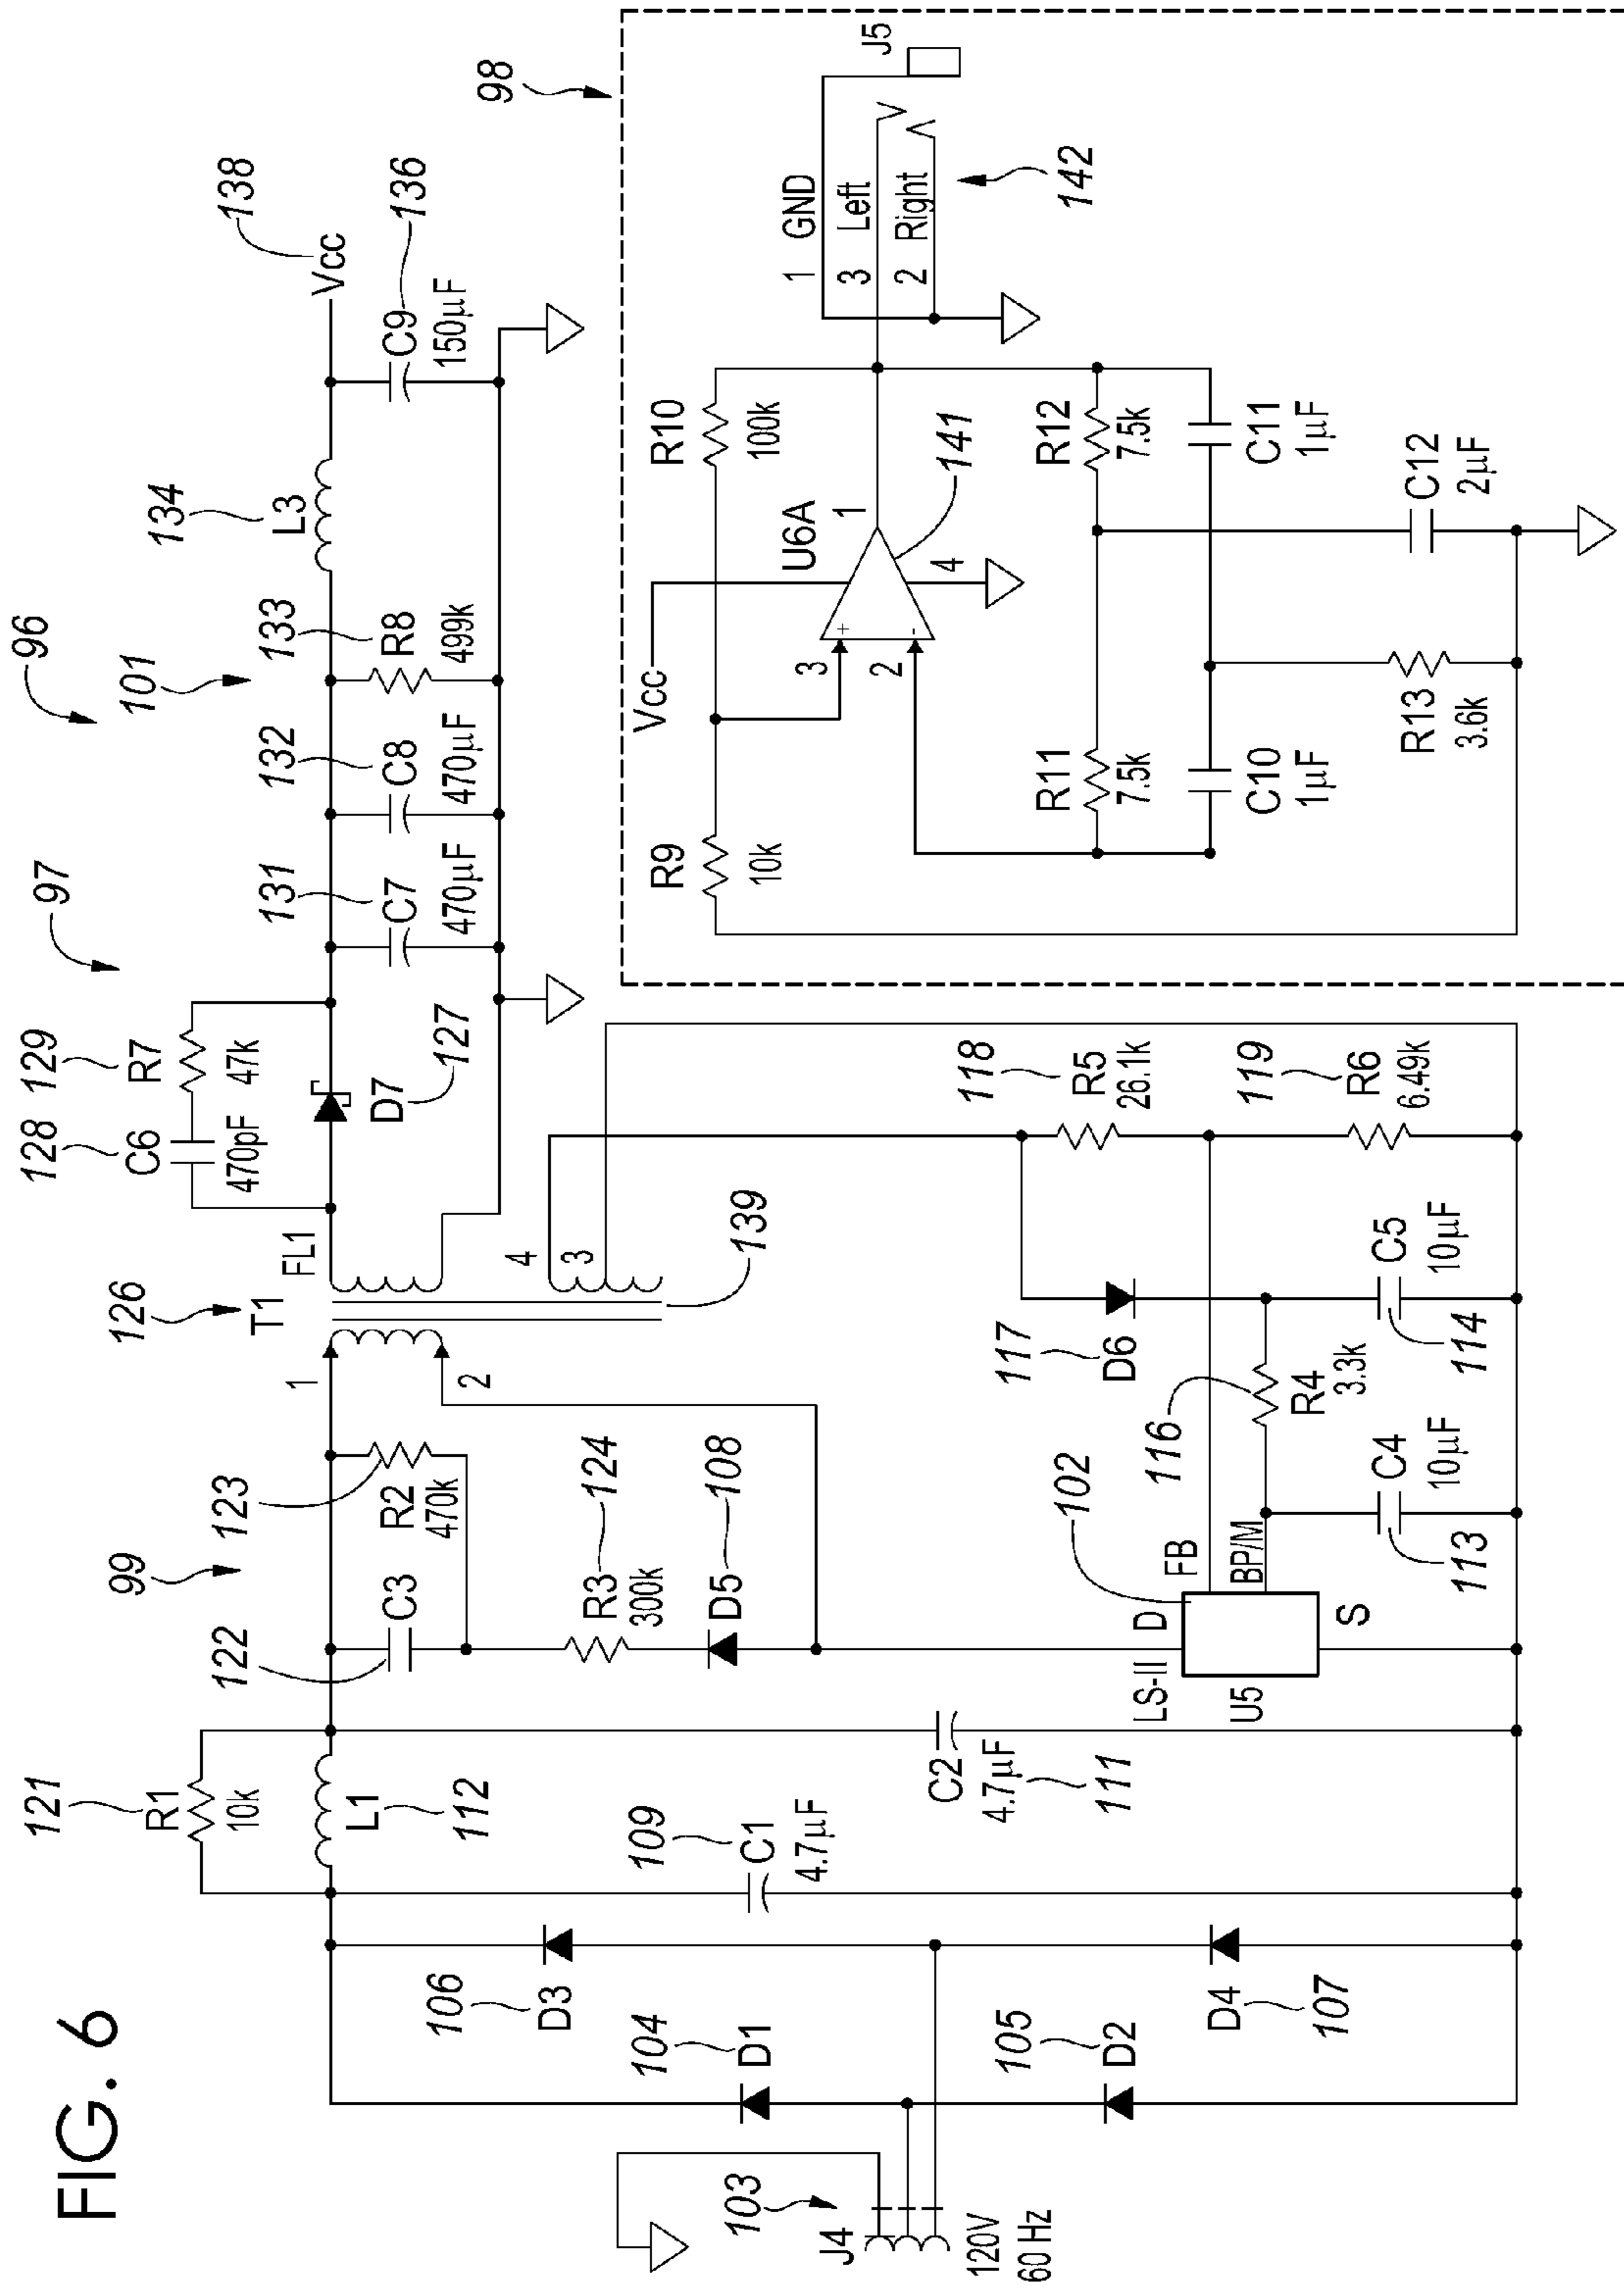 FIG. 6
96
97
99
101
121
R1
10k
L1
112
109
C1
4.7µF
C2
4.7µF
111
106
D3
104
D1
105
D2
D4
107
103
J4
120V
60 Hz
122
C3
123
R2
470k
124
R3
300k
108
D5
1
2
126
T1
FL1
4
3
139
128
C6
470pF
129
R7
47k
D7
127
131
C7
470µF
132
C8
470µF
133
R8
499k
134
L3
138
Vcc
C9
136
150µF
102
LS-II
D
FB
BP/M
U5
S
116
R4
3.3k
C4
10µF
113
117
D6
C5
10µF
114
118
R5
26.1k
119
R6
6.49k
98
R9
10k
R10
100k
Vcc
U6A
3
+
2
-
1
4
141
1 GND
3 Left
2 Right
J5
142
R11
7.5k
R12
7.5k
C10
1µF
C11
1µF
R13
3.6k
C12
2µF